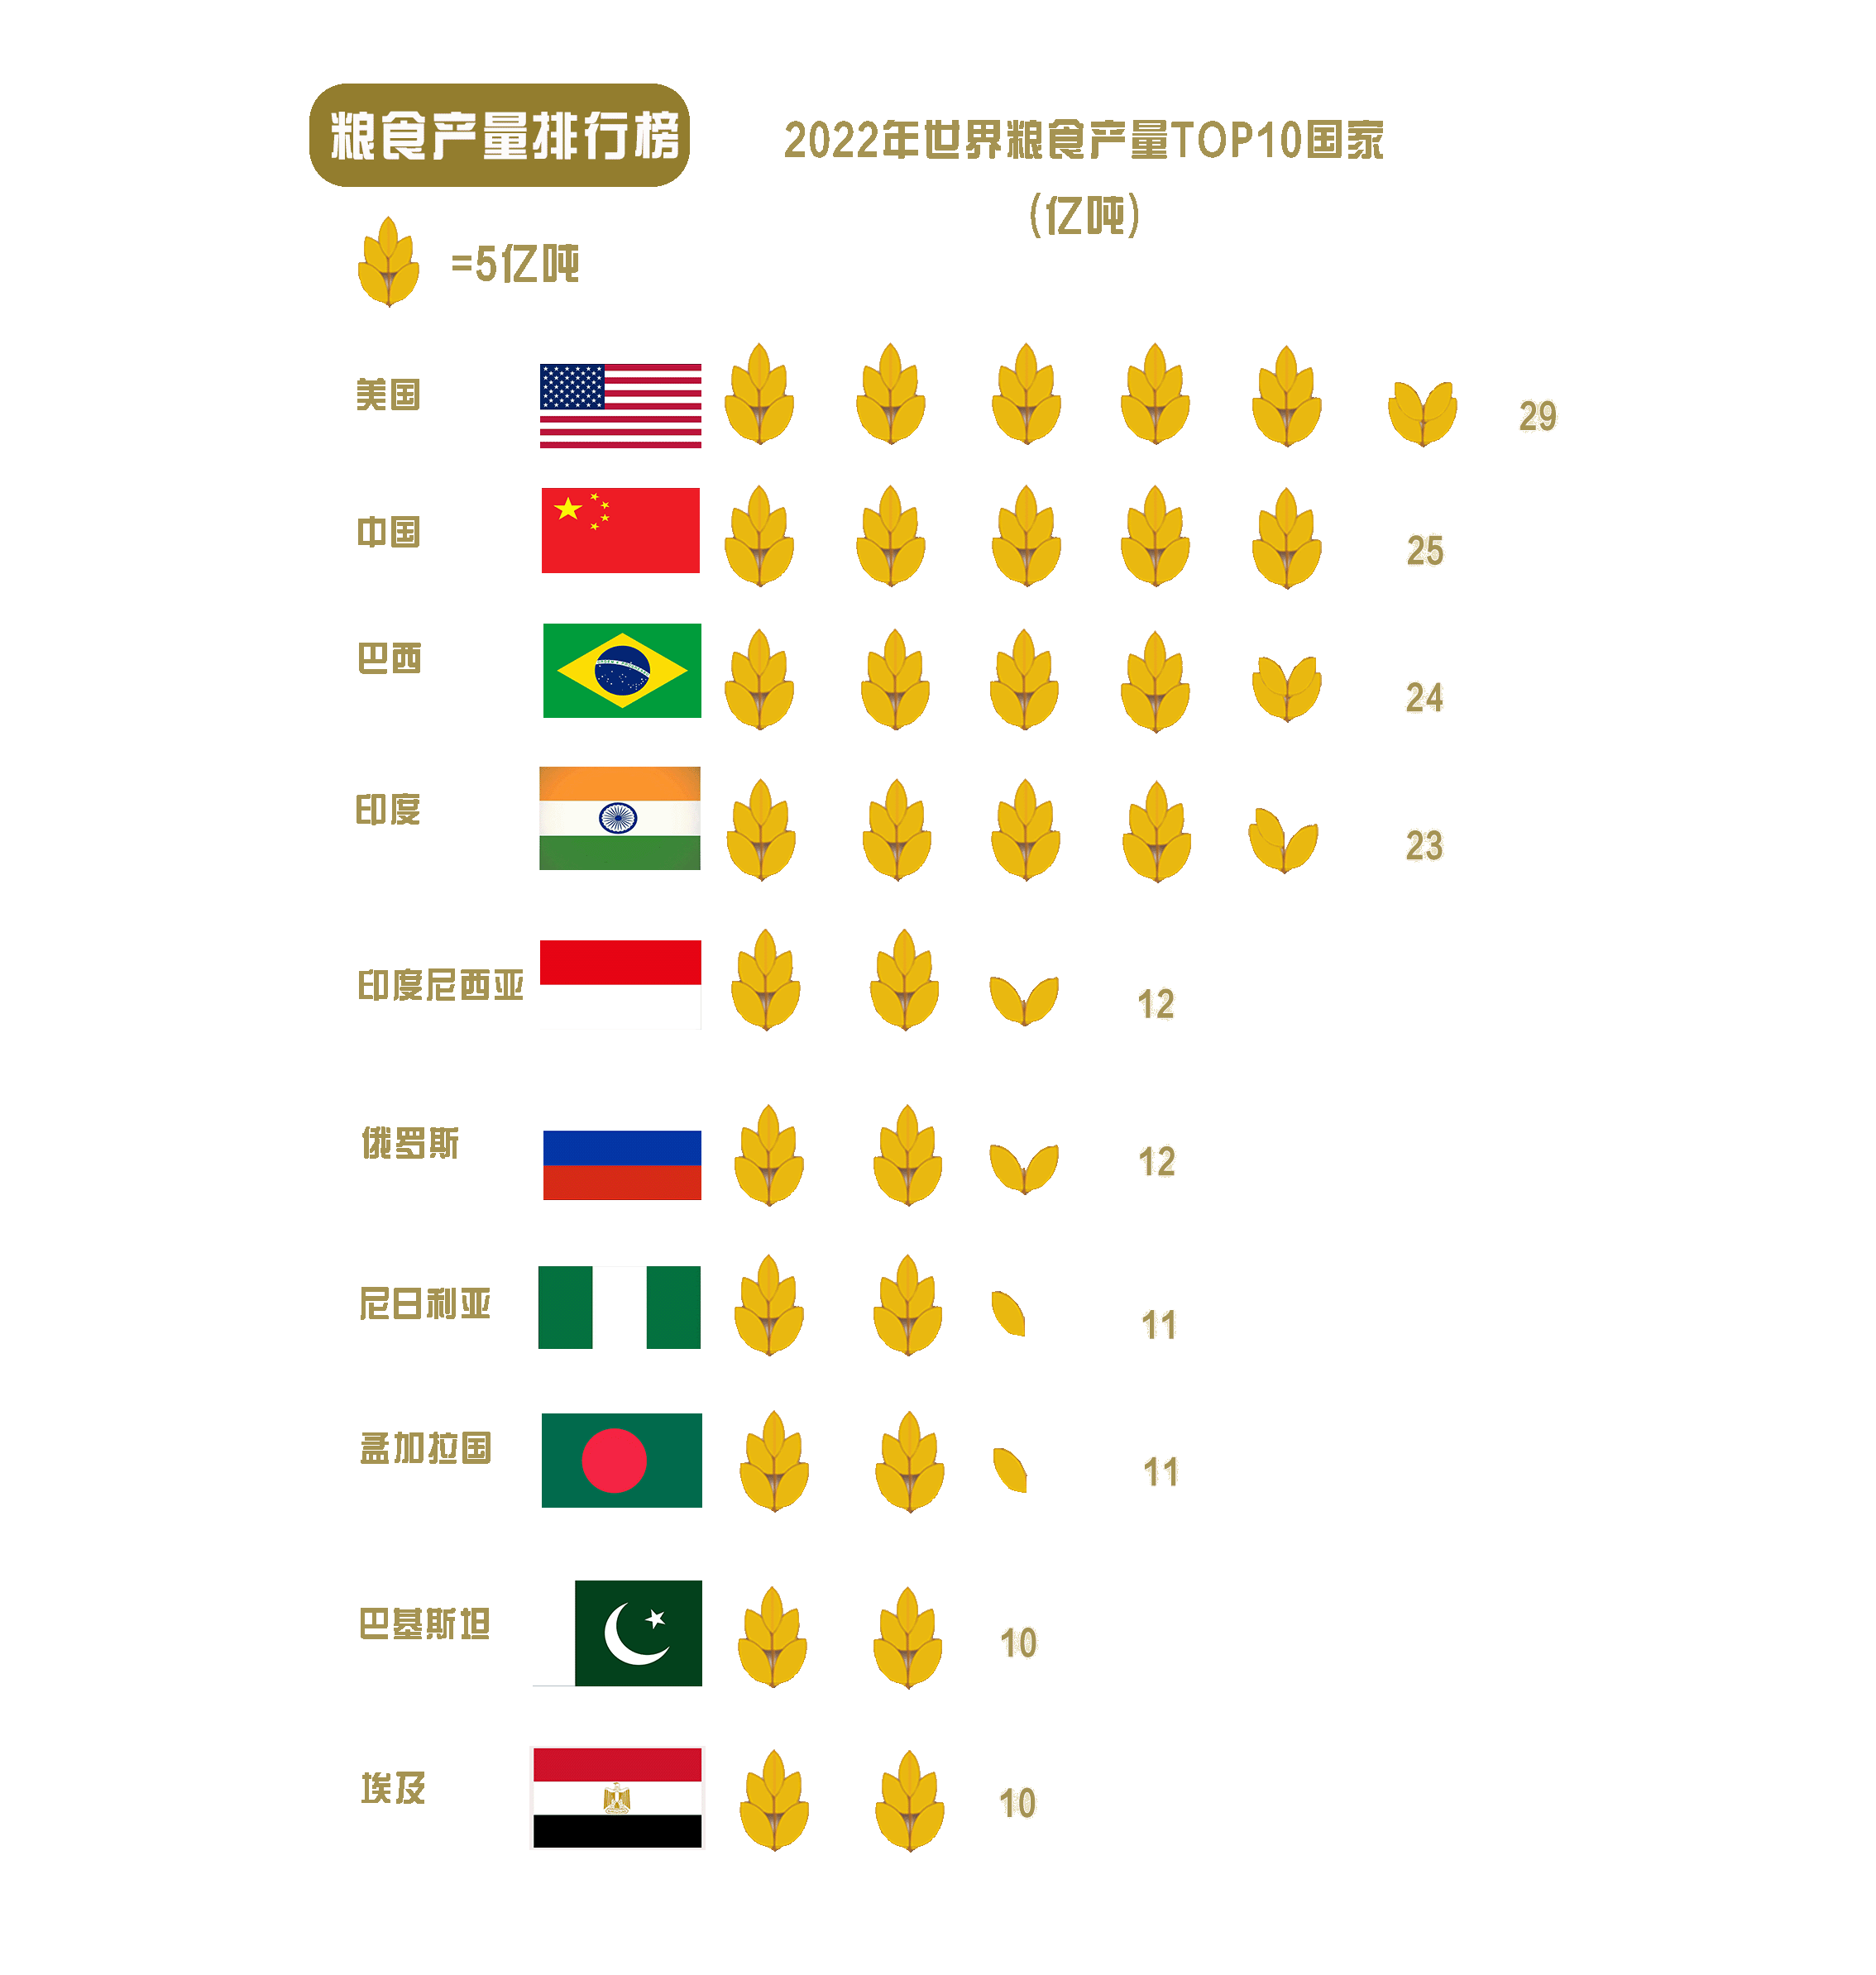 粮食产量排行榜
2022年世界粮食产量TOP10国家
(亿吨)
=5亿吨
美国 29
中国 25
巴西 24
印度 23
印度尼西亚 12
俄罗斯 12
尼日利亚 11
孟加拉国 11
巴基斯坦 10
埃及 10